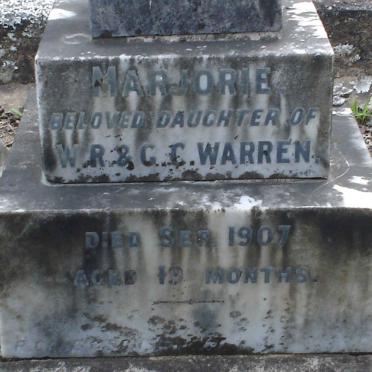 MARJORIE.
BELOVED DAUGHTER OF
W.R. & C.C. WARREN.
DIED SEP. 1907
AGED 19 MONTHS.